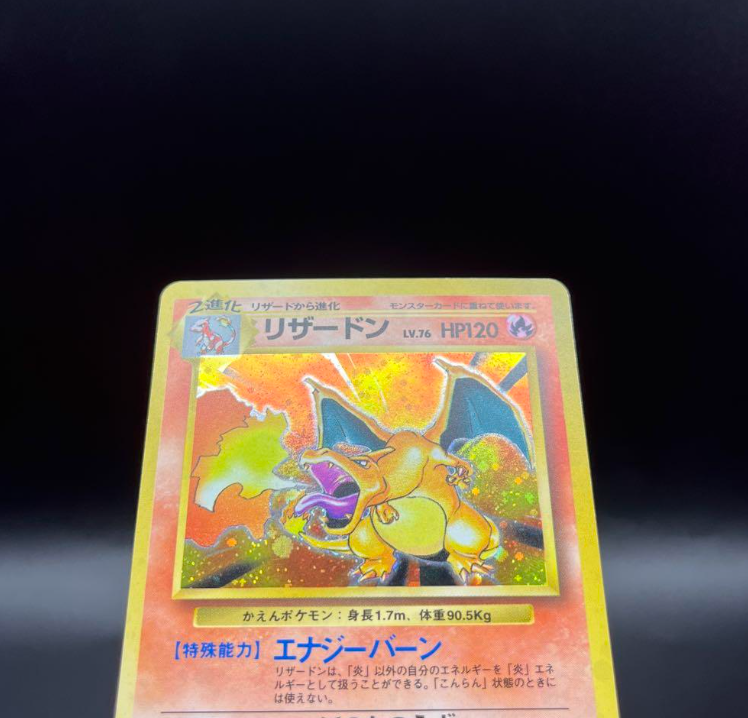 2進化 リザードから進化 モンスターカードに重ねて使います。
リザードン LV.76 HP120
かえんポケモン：身長1.7m、体重90.5Kg
【特殊能力】 エナジーバーン
リザードンは、「炎」以外の自分のエネルギーを「炎」エネ
ルギーとして扱うことができる。「こんらん」状態のときに
は使えない。